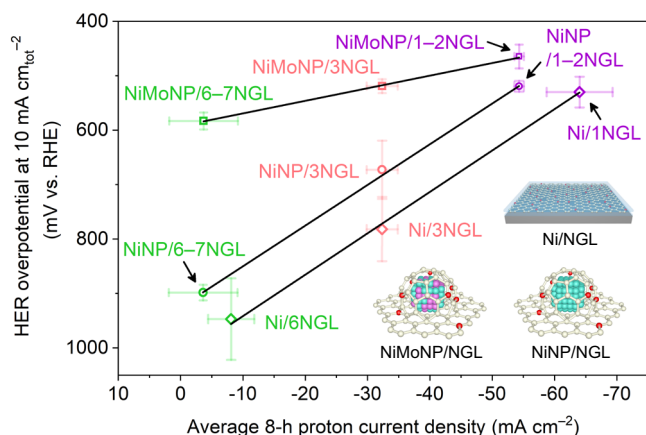 HER overpotential at 10 mA cm_tot⁻²
(mV vs. RHE)
400
600
800
1000
NiMoNP/1–2NGL
NiNP
/1–2NGL
NiMoNP/3NGL
NiMoNP/6–7NGL
Ni/1NGL
NiNP/3NGL
Ni/3NGL
Ni/NGL
NiNP/6–7NGL
Ni/6NGL
NiMoNP/NGL
NiNP/NGL
10 0 -10 -20 -30 -40 -50 -60 -70
Average 8-h proton current density (mA cm⁻²)